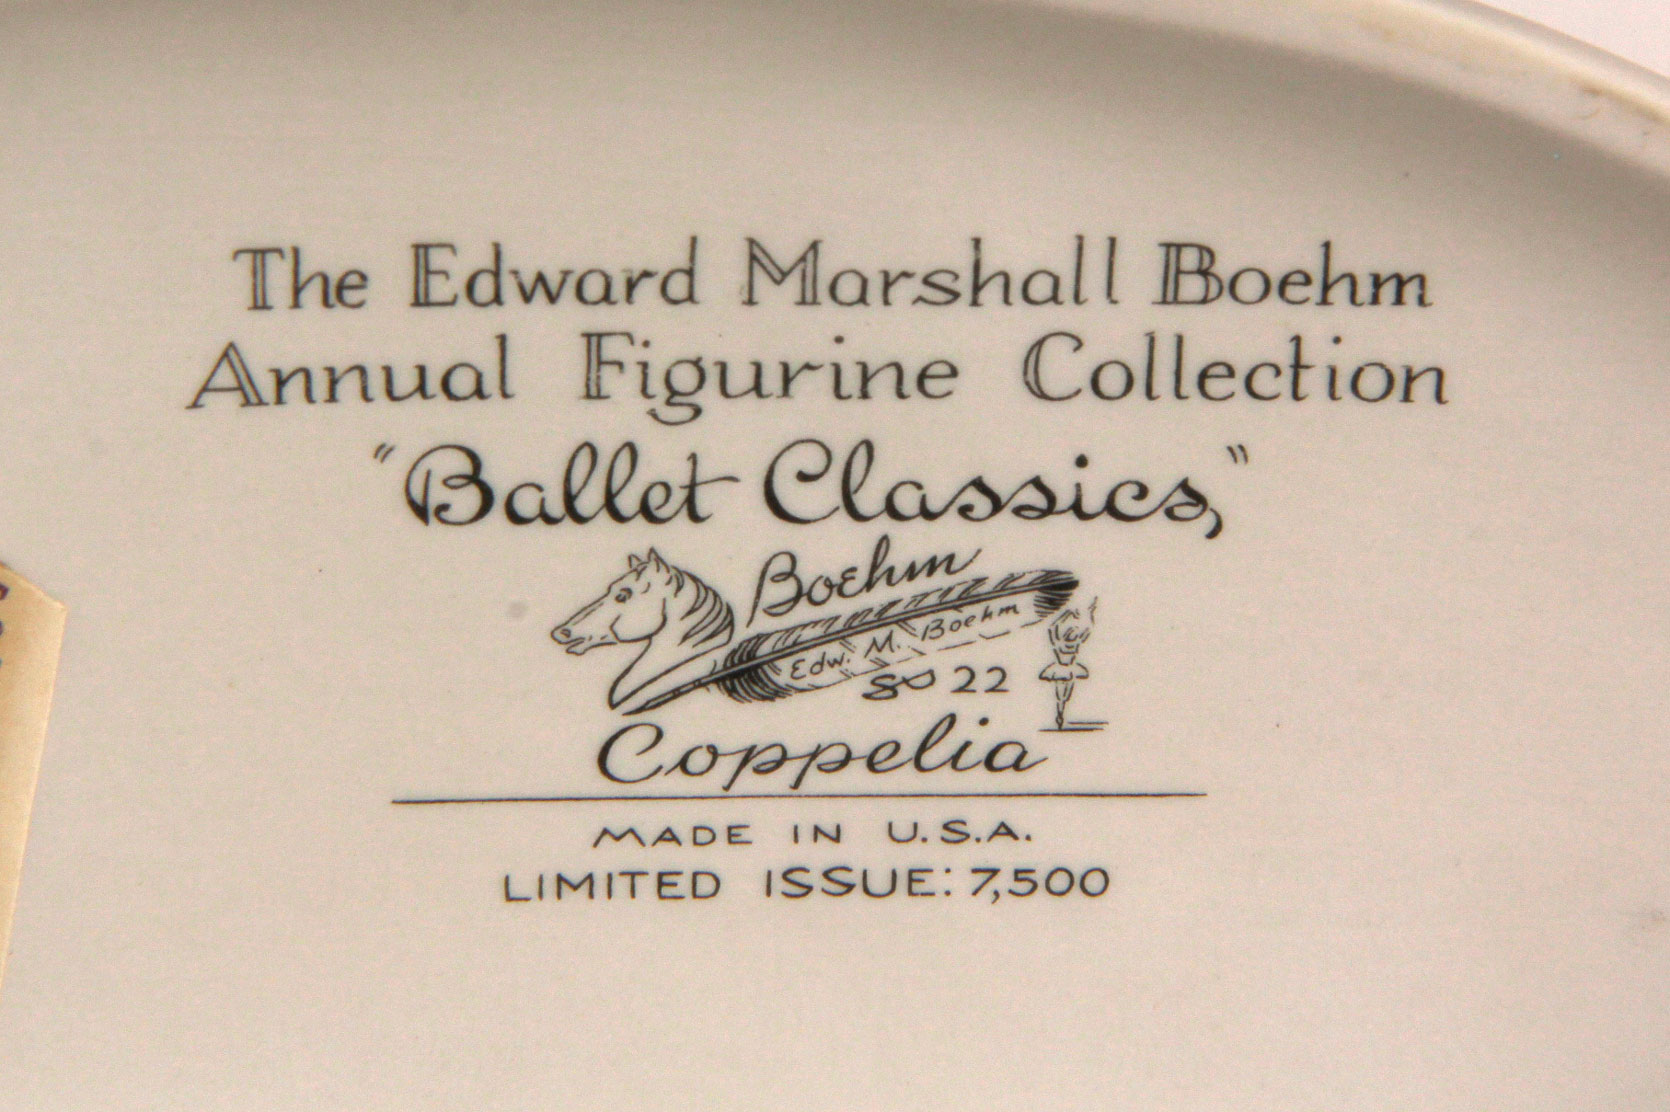 The Edward Marshall Boehm
Annual Figurine Collection
"Ballet Classics,"
Boehm
Edw. M. Boehm
22
Coppelia
MADE IN U.S.A.
LIMITED ISSUE: 7,500